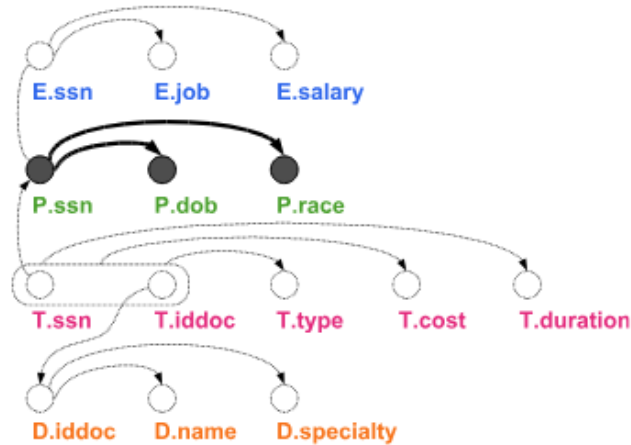 E.ssn E.job E.salary
P.ssn P.dob P.race
T.ssn T.iddoc T.type T.cost T.duration
D.iddoc D.name D.specialty